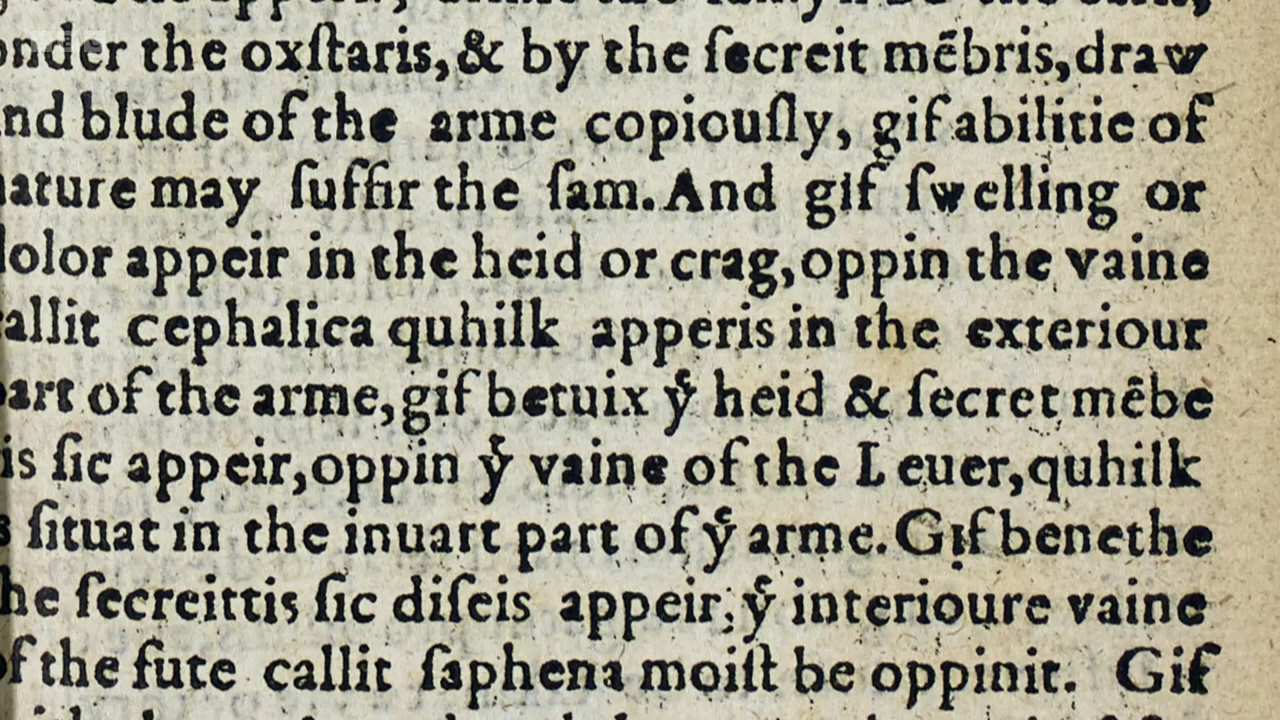 onder the oxſtaris,& by the ſecreit mēbris,draw
nd blude of the arme copiouſly, gif abilitie of
ature may ſuffir the ſam. And gif ſwelling or
olor appeir in the heid or crag,oppin the vaine
allit cephalica quhilk apperis in the exteriour
art of the arme,gif betuix yͤ heid & ſecret mēbe
is ſic appeir,oppin yͤ vaine of the Leuer,quhilk
s ſituat in the inuart part of yͤ arme. Gif benethe
he ſecreittis ſic diſeis appeir; yͤ interioure vaine
of the fute callit ſaphena moiſt be oppinit. Gif